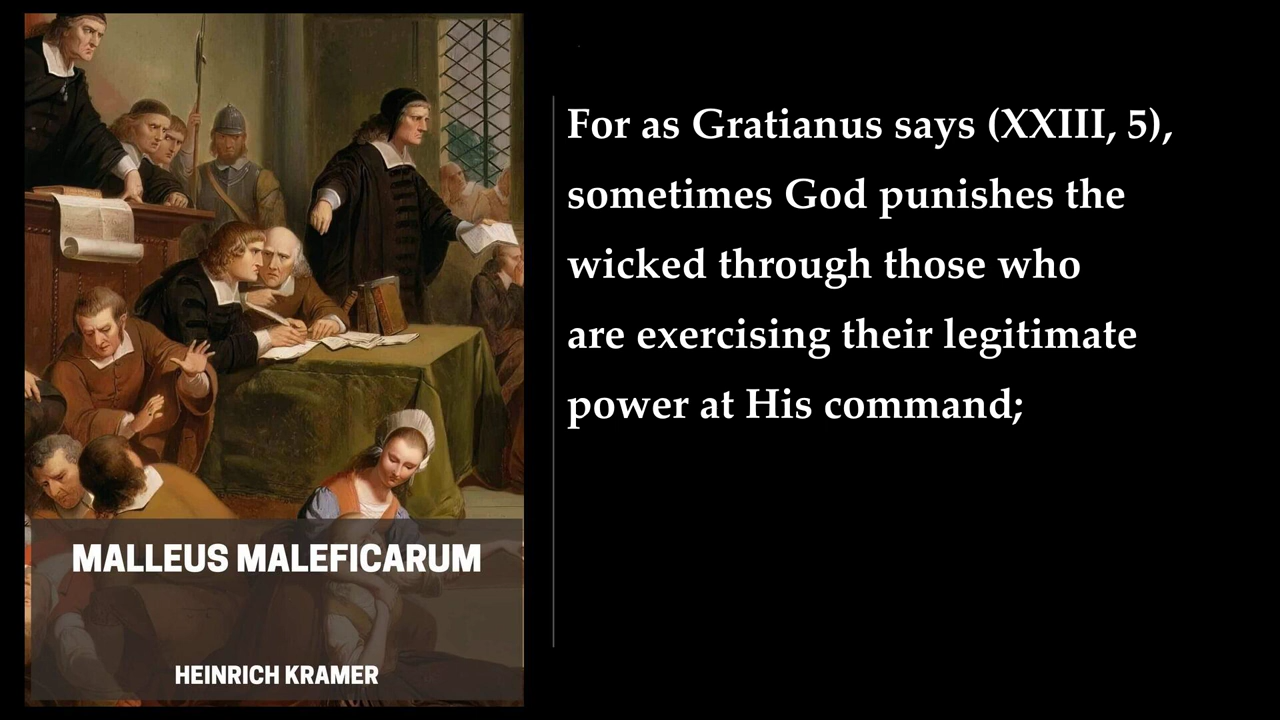 MALLEUS MALEFICARUM
HEINRICH KRAMER
For as Gratianus says (XXIII, 5),
sometimes God punishes the
wicked through those who
are exercising their legitimate
power at His command;